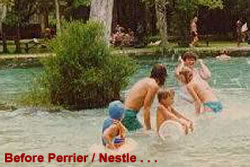 Before Perrier / Nestle . . .